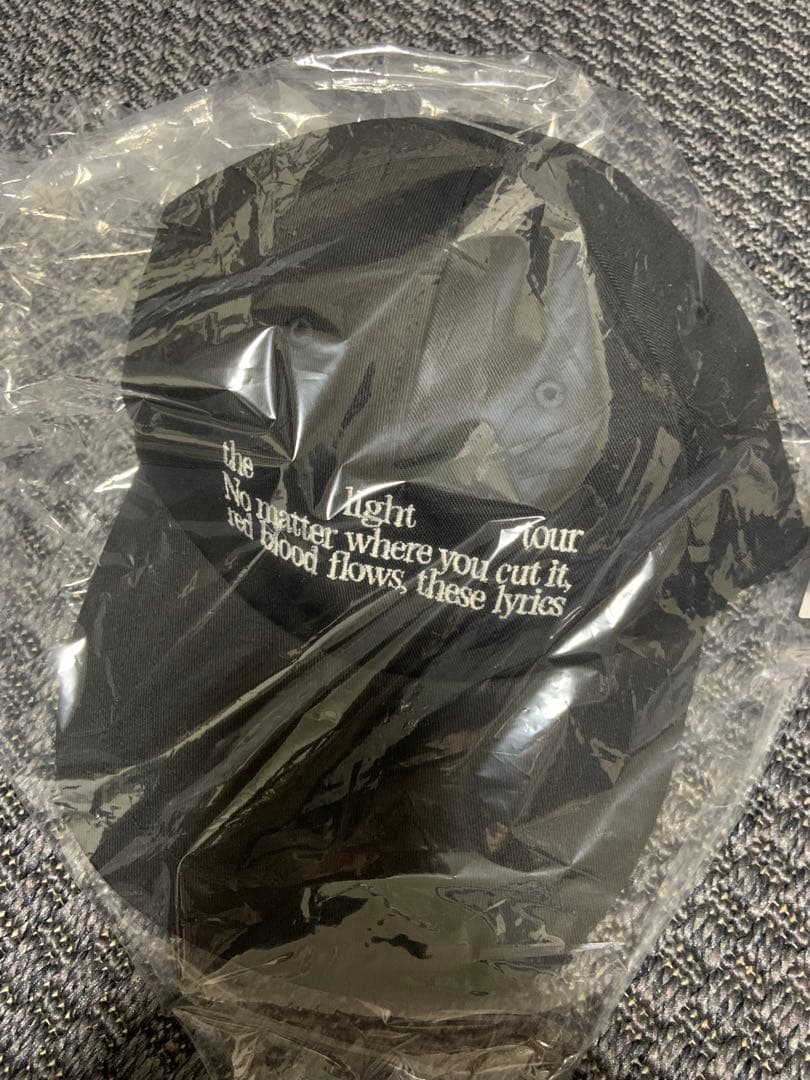 the light tour
No matter where you cut it,
red blood flows, these lyrics